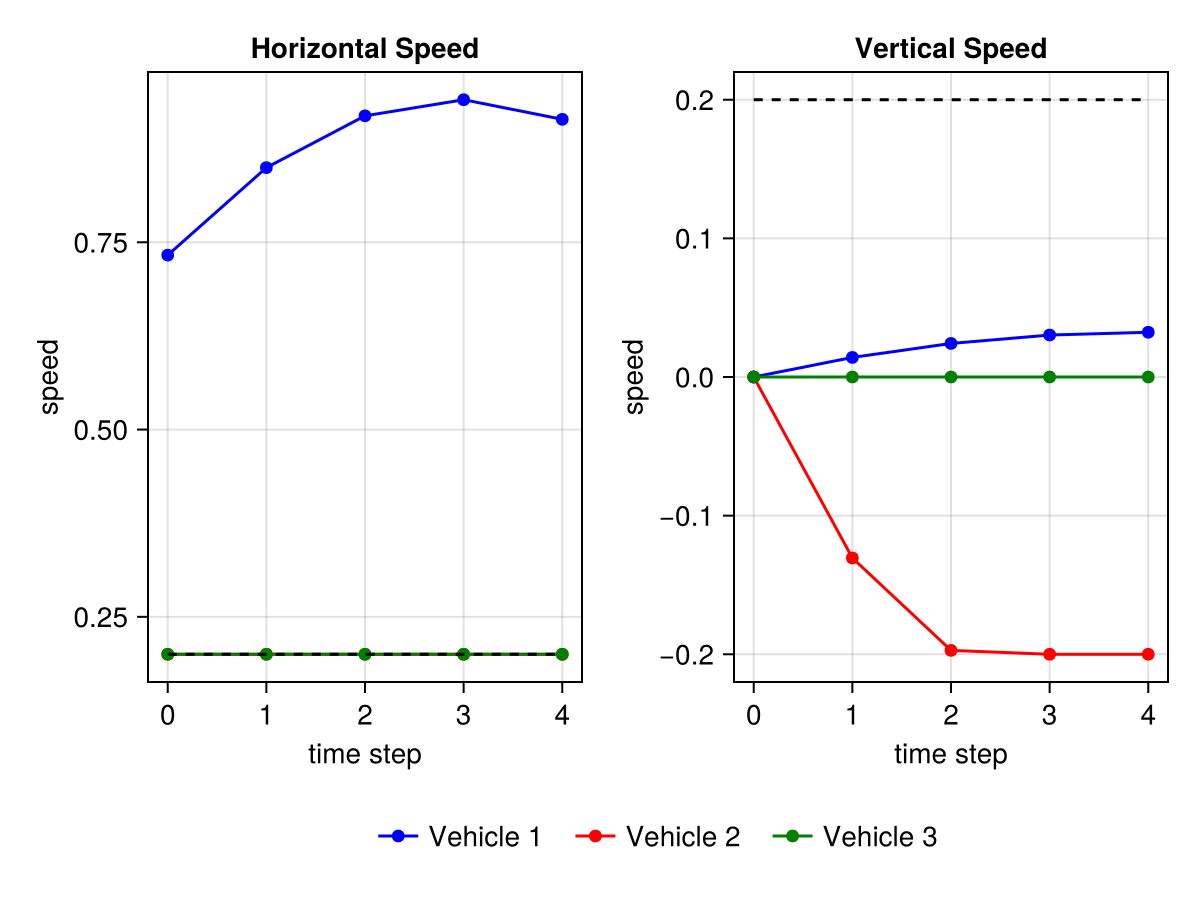 Horizontal Speed
speed
0.75
0.50
0.25
0 1 2 3 4
time step
Vertical Speed
speed
0.2
0.1
0.0
−0.1
−0.2
0 1 2 3 4
time step
Vehicle 1 Vehicle 2 Vehicle 3